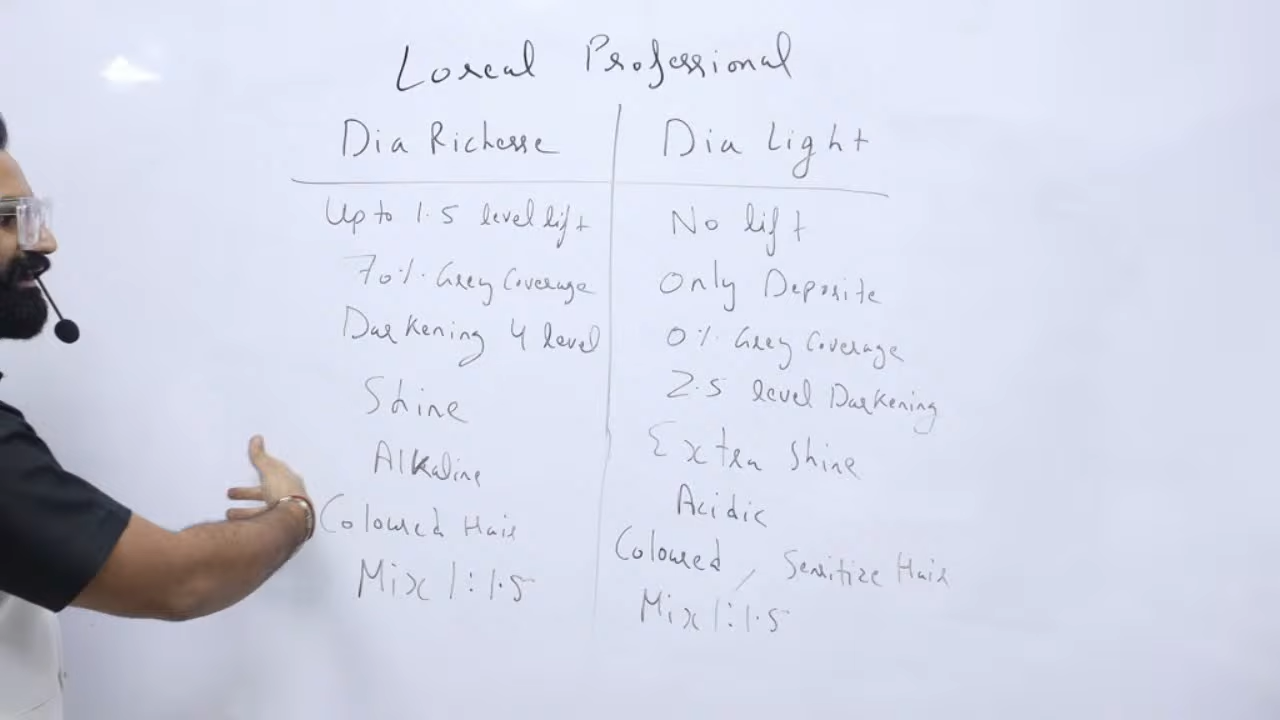 Loreal Professional
Dia Richesse
Up to 1.5 level lift
70% Grey Coverage
Darkening 4 level
Shine
Alkaline
Coloured Hair
Mix 1:1.5
Dia Light
No lift
Only Deposite
0% Grey Coverage
2.5 level Darkening
Extra Shine
Acidic
Coloured / Sensitize Hair
Mix 1:1.5